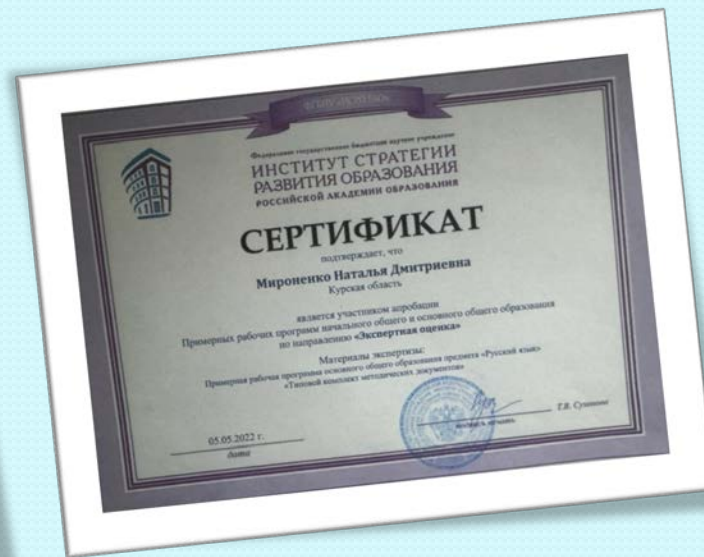 Федеральное государственное бюджетное научное учреждение
ИНСТИТУТ СТРАТЕГИИ
РАЗВИТИЯ ОБРАЗОВАНИЯ
РОССИЙСКОЙ АКАДЕМИИ ОБРАЗОВАНИЯ
СЕРТИФИКАТ
подтверждает, что
Мироненко Наталья Дмитриевна
Курская область
является участником апробации
Примерных рабочих программ начального общего и основного общего образования
по направлению «Экспертная оценка»
Материалы экспертизы:
Примерная рабочая программа основного общего образования предмета «Русский язык»
«Типовой комплект методических документов»
05.05.2022 г.
дата
Т.В. Суханова